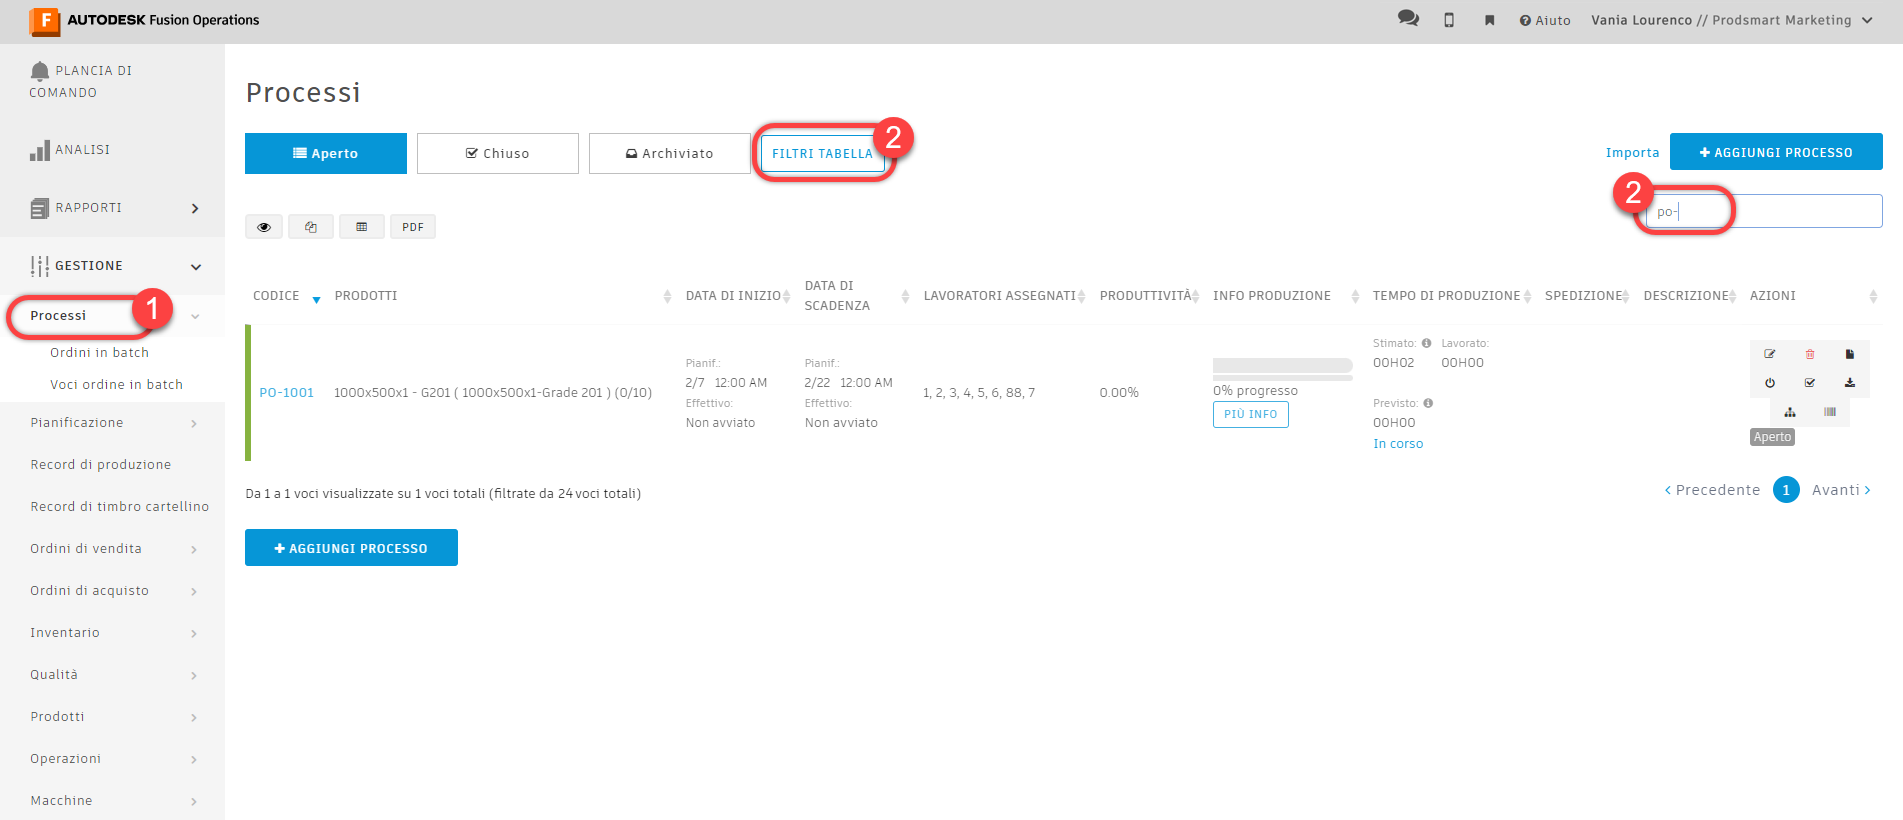 F AUTODESK Fusion Operations
Aiuto
Vania Lourenco // Prodsmart Marketing
PLANCIA DI
COMANDO
ANALISI
RAPPORTI
GESTIONE
Processi
1
Ordini in batch
Voci ordine in batch
Pianificazione
Record di produzione
Record di timbro cartellino
Ordini di vendita
Ordini di acquisto
Inventario
Qualità
Prodotti
Operazioni
Macchine
Processi
Aperto
Chiuso
Archiviato
FILTRI TABELLA
2
Importa
+ AGGIUNGI PROCESSO
2
po-
PDF
CODICE
PRODOTTI
DATA DI INIZIO
DATA DI
SCADENZA
LAVORATORI ASSEGNATI
PRODUTTIVITÀ
INFO PRODUZIONE
TEMPO DI PRODUZIONE
SPEDIZIONE
DESCRIZIONE
AZIONI
PO-1001
1000x500x1 - G201 ( 1000x500x1-Grade 201 ) (0/10)
Pianif.:
2/7 12:00 AM
Effettivo:
Non avviato
Pianif.:
2/22 12:00 AM
Effettivo:
Non avviato
1, 2, 3, 4, 5, 6, 88, 7
0.00%
0% progresso
PIÙ INFO
Stimato: Lavorato:
00H02 00H00
Previsto:
00H00
In corso
Aperto
Da 1 a 1 voci visualizzate su 1 voci totali (filtrate da 24 voci totali)
‹ Precedente 1 Avanti ›
+ AGGIUNGI PROCESSO